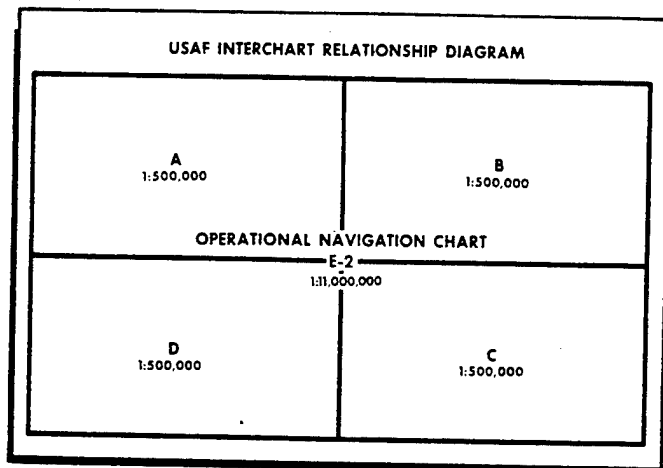 USAF INTERCHART RELATIONSHIP DIAGRAM
A
1:500,000
B
1:500,000
OPERATIONAL NAVIGATION CHART
E-2
1:11,000,000
D
1:500,000
C
1:500,000